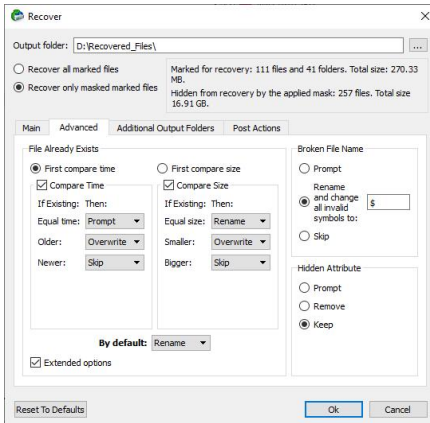 Recover
Output folder: D:\Recovered_Files\ ...
Recover all marked files
Recover only masked marked files
Marked for recovery: 111 files and 41 folders. Total size: 270.33
MB.
Hidden from recovery by the applied mask: 257 files. Total size
16.91 GB.
Main Advanced Additional Output Folders Post Actions
File Already Exists
First compare time First compare size
Compare Time
If Existing: Then:
Equal time: Prompt
Older: Overwrite
Newer: Skip
Compare Size
If Existing: Then:
Equal size: Rename
Smaller: Overwrite
Bigger: Skip
By default: Rename
Extended options
Broken File Name
Prompt
Rename
and change
all invalid
symbols to: $
Skip
Hidden Attribute
Prompt
Remove
Keep
Reset To Defaults Ok Cancel